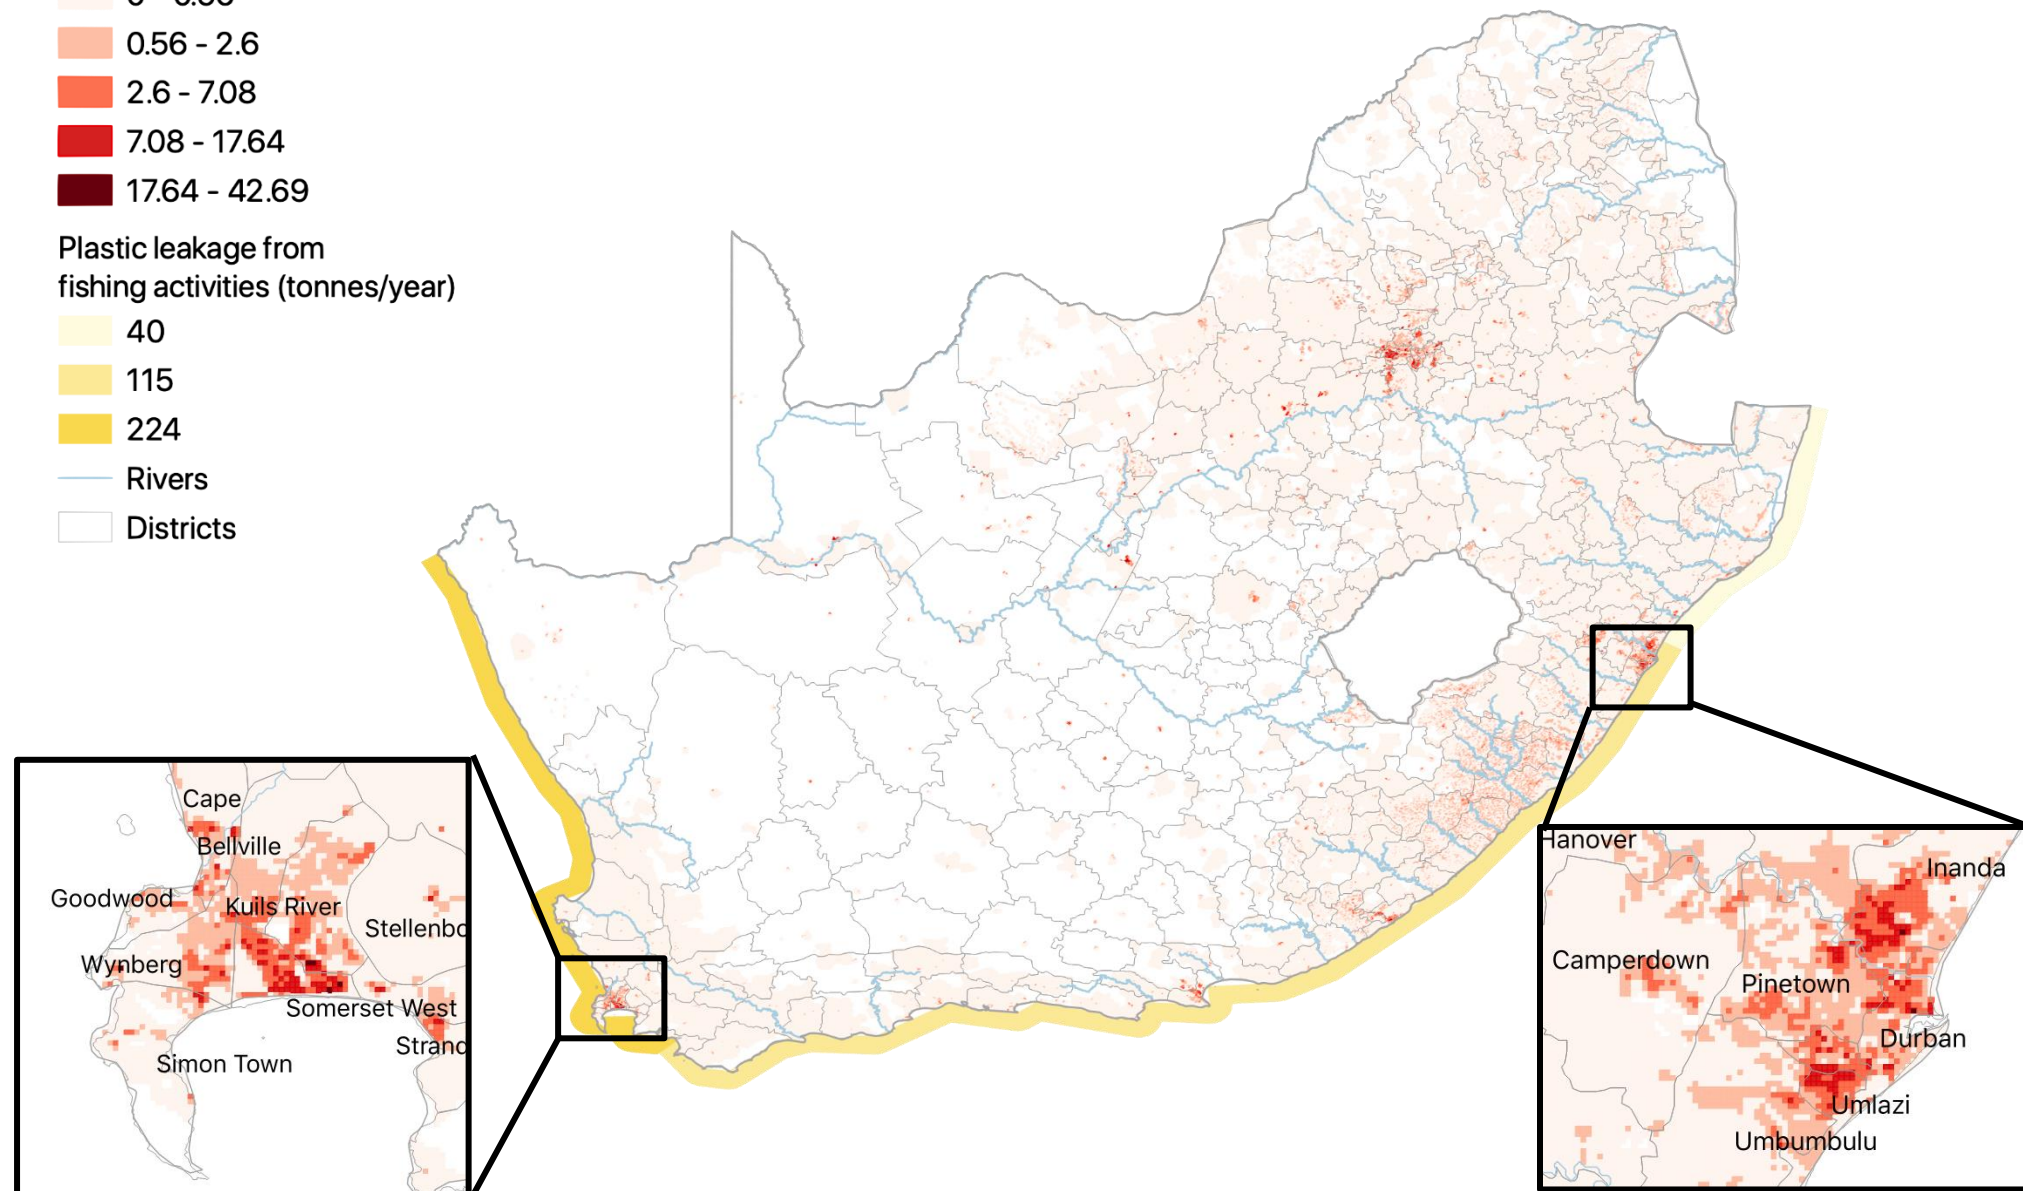 0.56 - 2.6
2.6 - 7.08
7.08 - 17.64
17.64 - 42.69
Plastic leakage from
fishing activities (tonnes/year)
40
115
224
Rivers
Districts
Cape
Bellville
Goodwood
Kuils River
Stellenbo
Wynberg
Somerset West
Strand
Simon Town
Hanover
Inanda
Camperdown
Pinetown
Durban
Umlazi
Umbumbulu